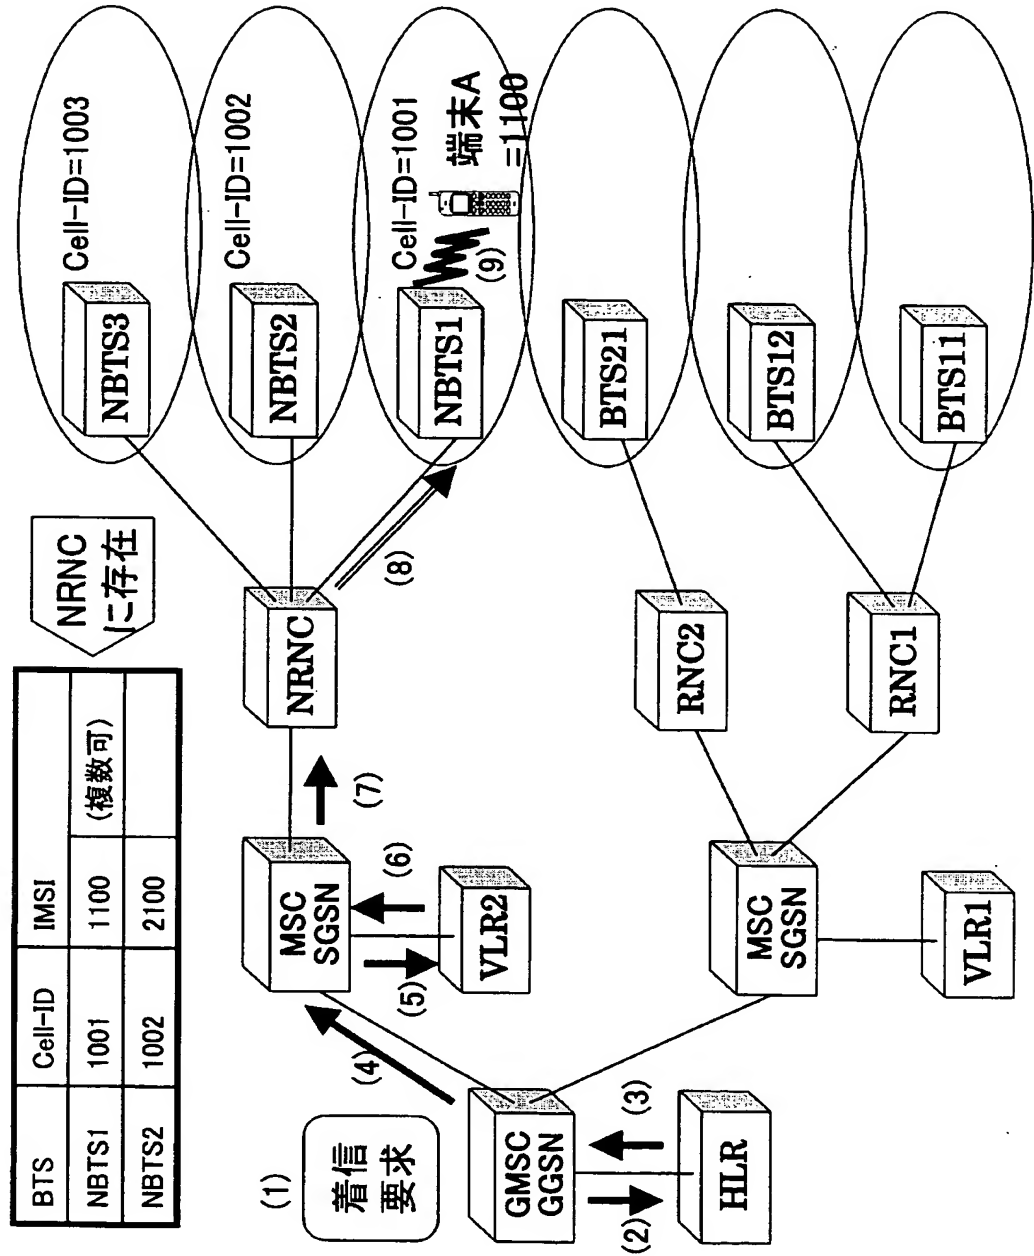 BTS Cell-ID IMSI
NBTS1 1001 1100 (複数可)
NBTS2 1002 2100
NRNC
に存在
(1)
着信
要求
GMSC
GGSN
(2)
(3)
HLR
(4)
MSC
SGSN
(5)
(6)
VLR2
(7)
NRNC
(8)
NBTS3
Cell-ID=1003
NBTS2
Cell-ID=1002
NBTS1
Cell-ID=1001
(9)
端末A
=1100
MSC
SGSN
VLR1
RNC2
RNC1
BTS21
BTS12
BTS11